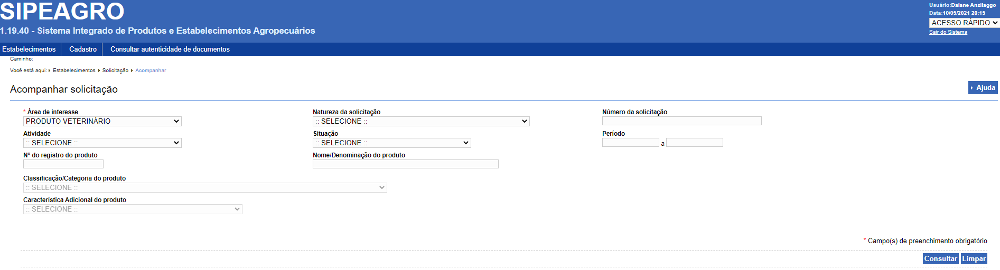 SIPEAGRO
1.19.40 - Sistema Integrado de Produtos e Estabelecimentos Agropecuários
Usuário:Daiane Anzilaggo
Data:10/05/2021 20:15
ACESSO RÁPIDO
Sair do Sistema
Estabelecimentos Cadastro Consultar autenticidade de documentos
Caminho:
Você está aqui: Estabelecimentos Solicitação Acompanhar
Acompanhar solicitação
Ajuda
* Área de interesse Natureza da solicitação Número da solicitação
PRODUTO VETERINÁRIO :: SELECIONE ::
Atividade Situação Período
:: SELECIONE :: :: SELECIONE :: a
N° do registro do produto Nome/Denominação do produto
Classificação/Categoria do produto
:: SELECIONE ::
Característica Adicional do produto
:: SELECIONE ::
* Campo(s) de preenchimento obrigatório
Consultar Limpar